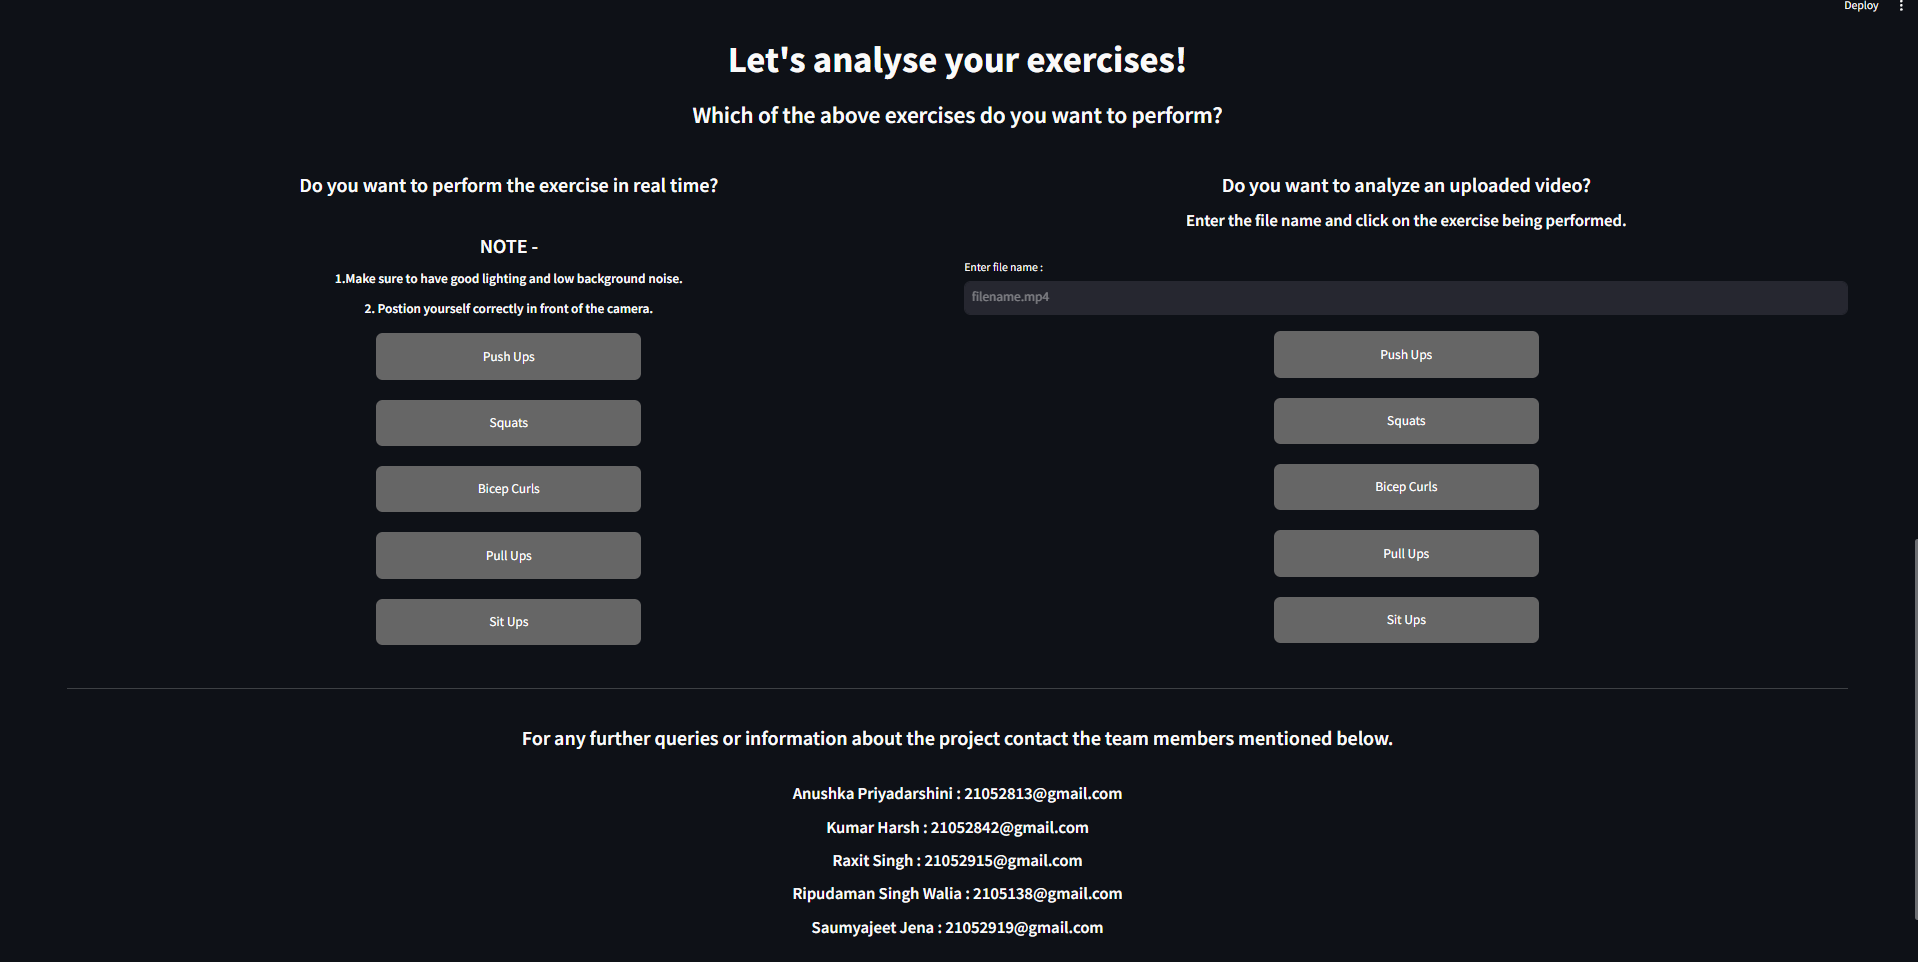 Deploy
Let's analyse your exercises!
Which of the above exercises do you want to perform?
Do you want to perform the exercise in real time?
NOTE -
1.Make sure to have good lighting and low background noise.
2. Postion yourself correctly in front of the camera.
Push Ups
Squats
Bicep Curls
Pull Ups
Sit Ups
Do you want to analyze an uploaded video?
Enter the file name and click on the exercise being performed.
Enter file name :
filename.mp4
Push Ups
Squats
Bicep Curls
Pull Ups
Sit Ups
For any further queries or information about the project contact the team members mentioned below.
Anushka Priyadarshini : 21052813@gmail.com
Kumar Harsh : 21052842@gmail.com
Raxit Singh : 21052915@gmail.com
Ripudaman Singh Walia : 2105138@gmail.com
Saumyajeet Jena : 21052919@gmail.com